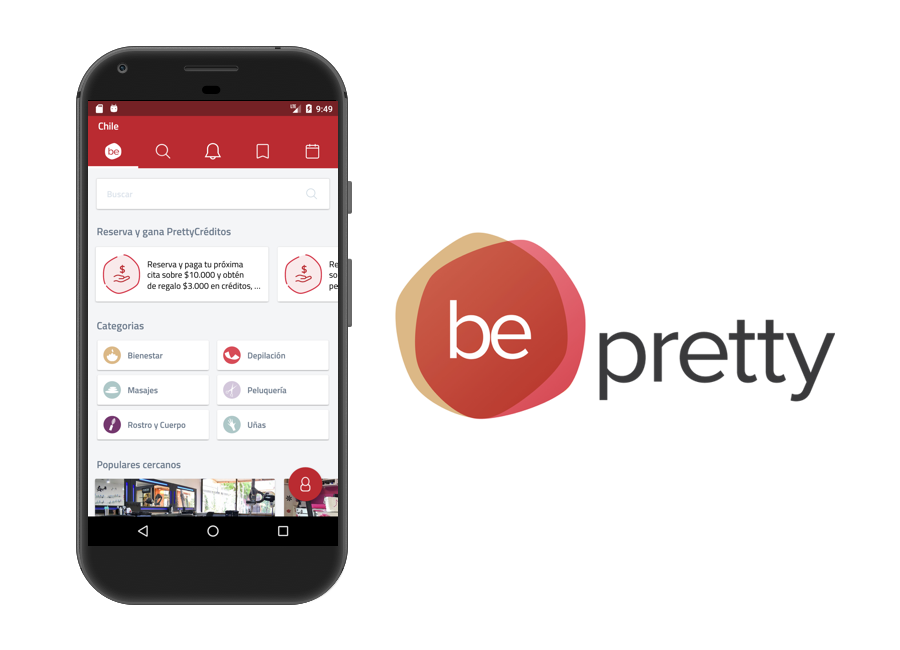 9:49
Chile
be
Buscar
Reserva y gana PrettyCréditos
$
Reserva y paga tu próxima
cita sobre $10.000 y obtén
de regalo $3.000 en créditos, ...
$
Re
so
pe
Categorias
Bienestar
Depilación
Masajes
Peluquería
Rostro y Cuerpo
Uñas
Populares cercanos
be
pretty